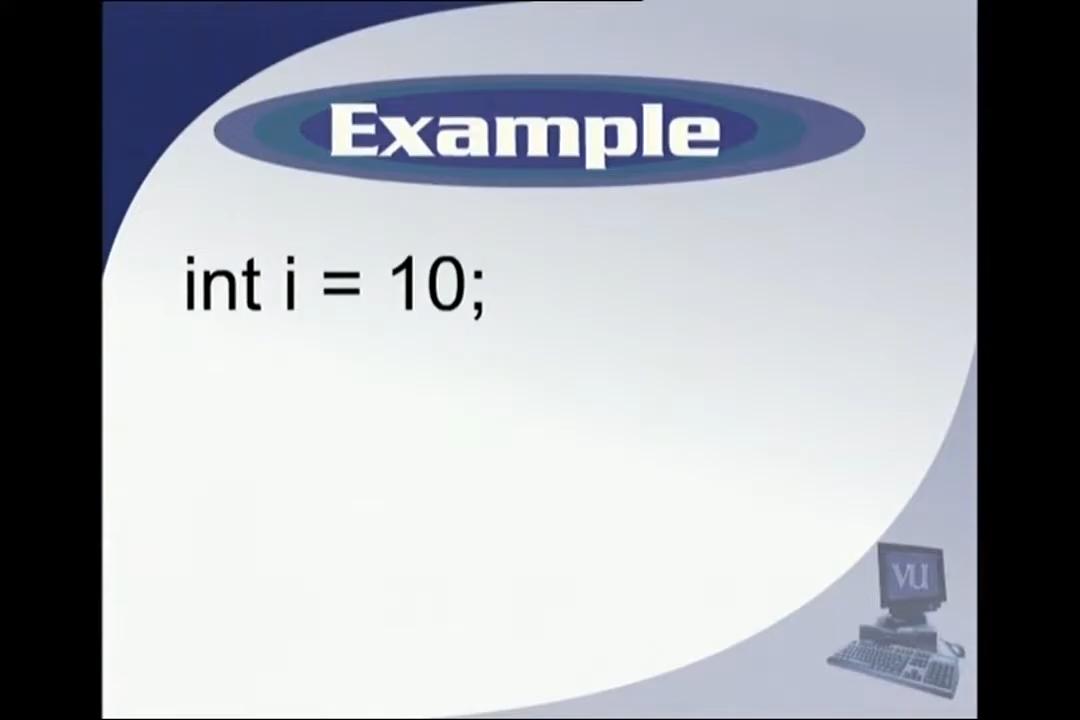 Example
int i = 10;
VU